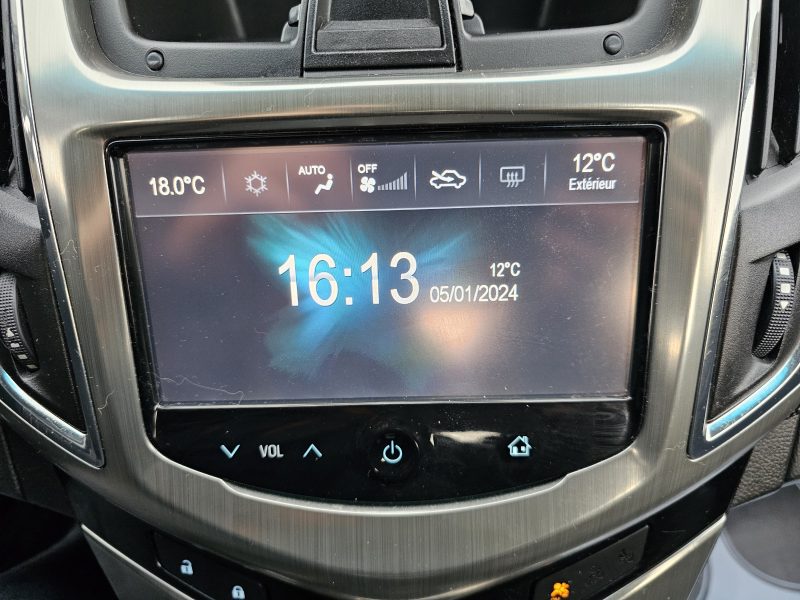 18.0°C AUTO OFF 12°C
Extérieur
16:13 12°C
05/01/2024
VOL